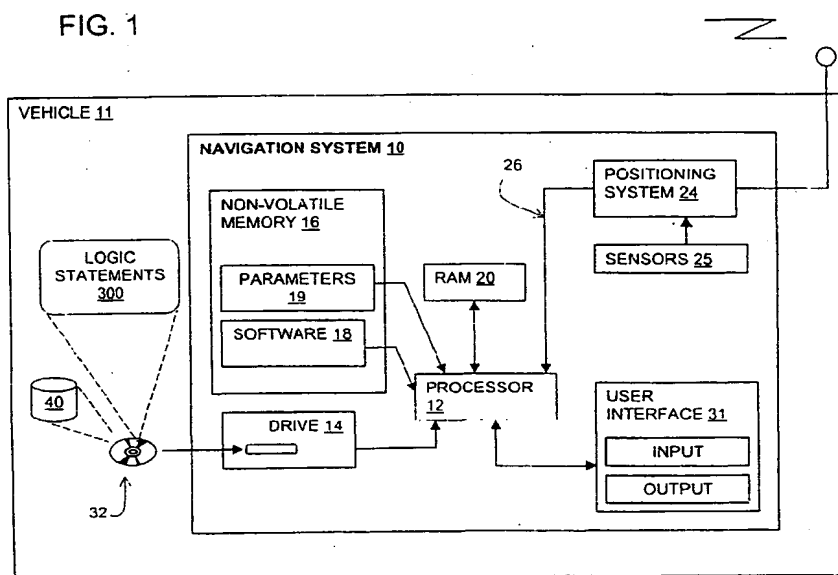 FIG. 1
VEHICLE 11
NAVIGATION SYSTEM 10
26
POSITIONING
SYSTEM 24
NON-VOLATILE
MEMORY 16
LOGIC
STATEMENTS
300
SENSORS 25
PARAMETERS
19
RAM 20
SOFTWARE 18
PROCESSOR
12
USER
INTERFACE 31
40
DRIVE 14
INPUT
OUTPUT
32